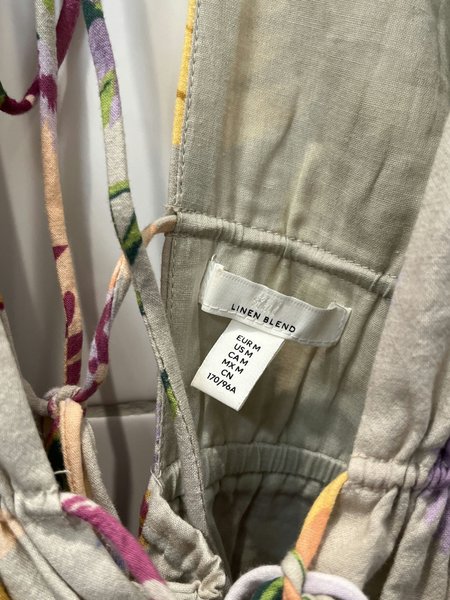 LINEN BLEND
EUR M
US M
CA M
MX M
CN
170/96A